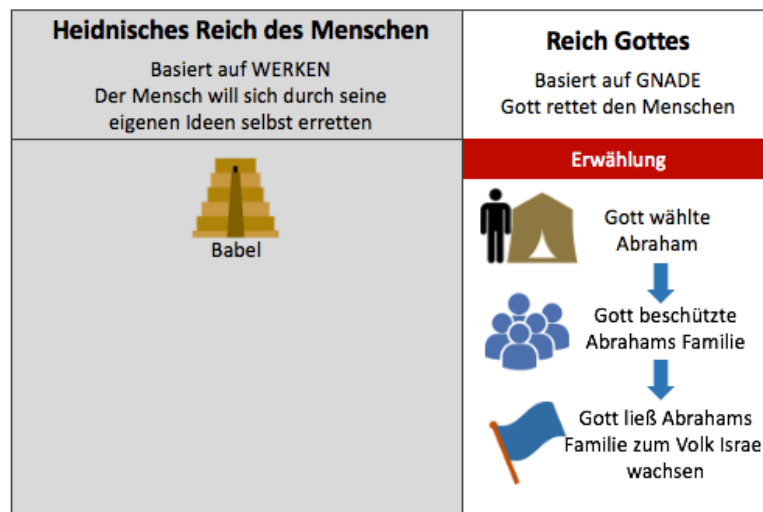 Heidnisches Reich des Menschen
Basiert auf WERKEN
Der Mensch will sich durch seine
eigenen Ideen selbst erretten
Reich Gottes
Basiert auf GNADE
Gott rettet den Menschen
Babel
Erwählung
Gott wählte
Abraham
Gott beschützte
Abrahams Familie
Gott ließ Abrahams
Familie zum Volk Israe
wachsen